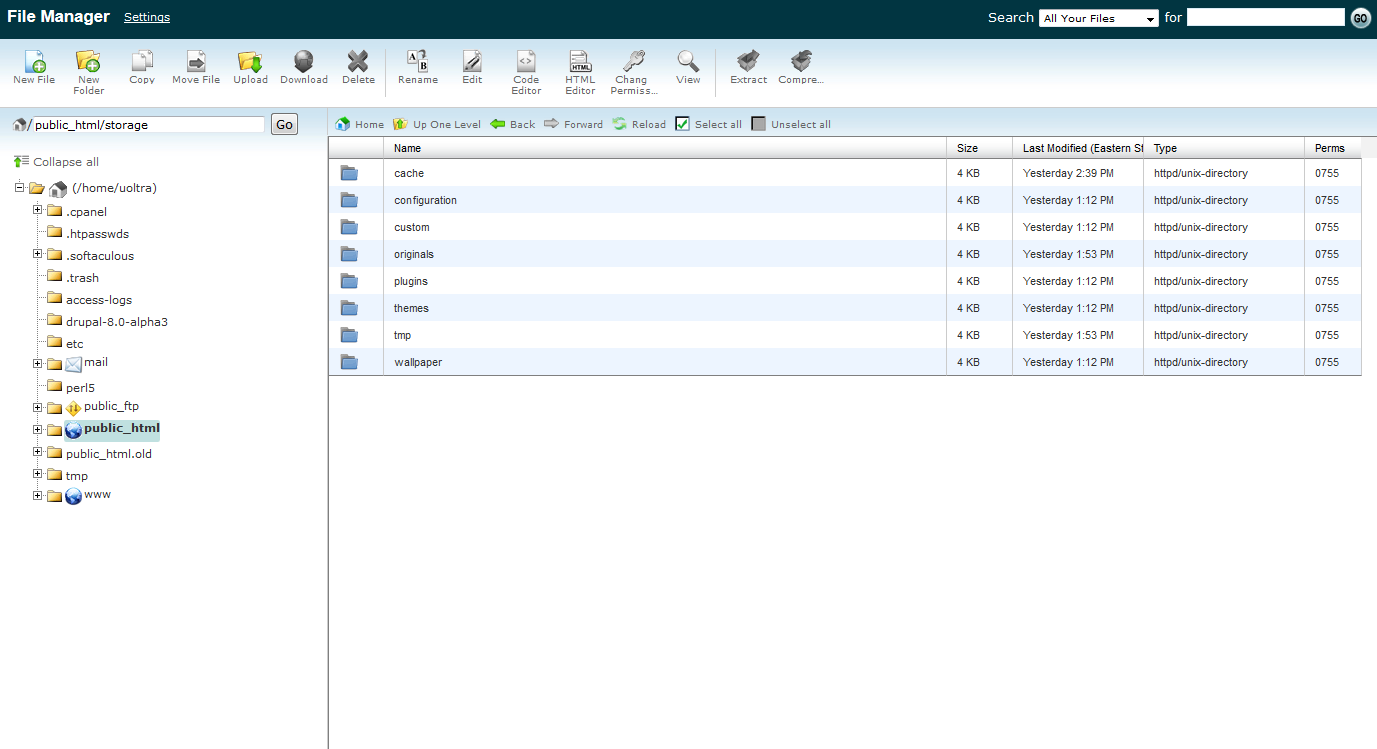 File Manager Settings Search All Your Files for GO
New File New Folder Copy Move File Upload Download Delete Rename Edit Code Editor HTML Editor Chang Permiss... View Extract Compre...
/ public_html/storage Go
Home Up One Level Back Forward Reload Select all Unselect all
Collapse all
(/home/uoltra)
.cpanel
.htpasswds
.softaculous
.trash
access-logs
drupal-8.0-alpha3
etc
mail
perl5
public_ftp
public_html
public_html.old
tmp
www
Name Size Last Modified (Eastern St Type Perms
cache 4 KB Yesterday 2:39 PM httpd/unix-directory 0755
configuration 4 KB Yesterday 1:12 PM httpd/unix-directory 0755
custom 4 KB Yesterday 1:12 PM httpd/unix-directory 0755
originals 4 KB Yesterday 1:53 PM httpd/unix-directory 0755
plugins 4 KB Yesterday 1:12 PM httpd/unix-directory 0755
themes 4 KB Yesterday 1:12 PM httpd/unix-directory 0755
tmp 4 KB Yesterday 1:53 PM httpd/unix-directory 0755
wallpaper 4 KB Yesterday 1:12 PM httpd/unix-directory 0755